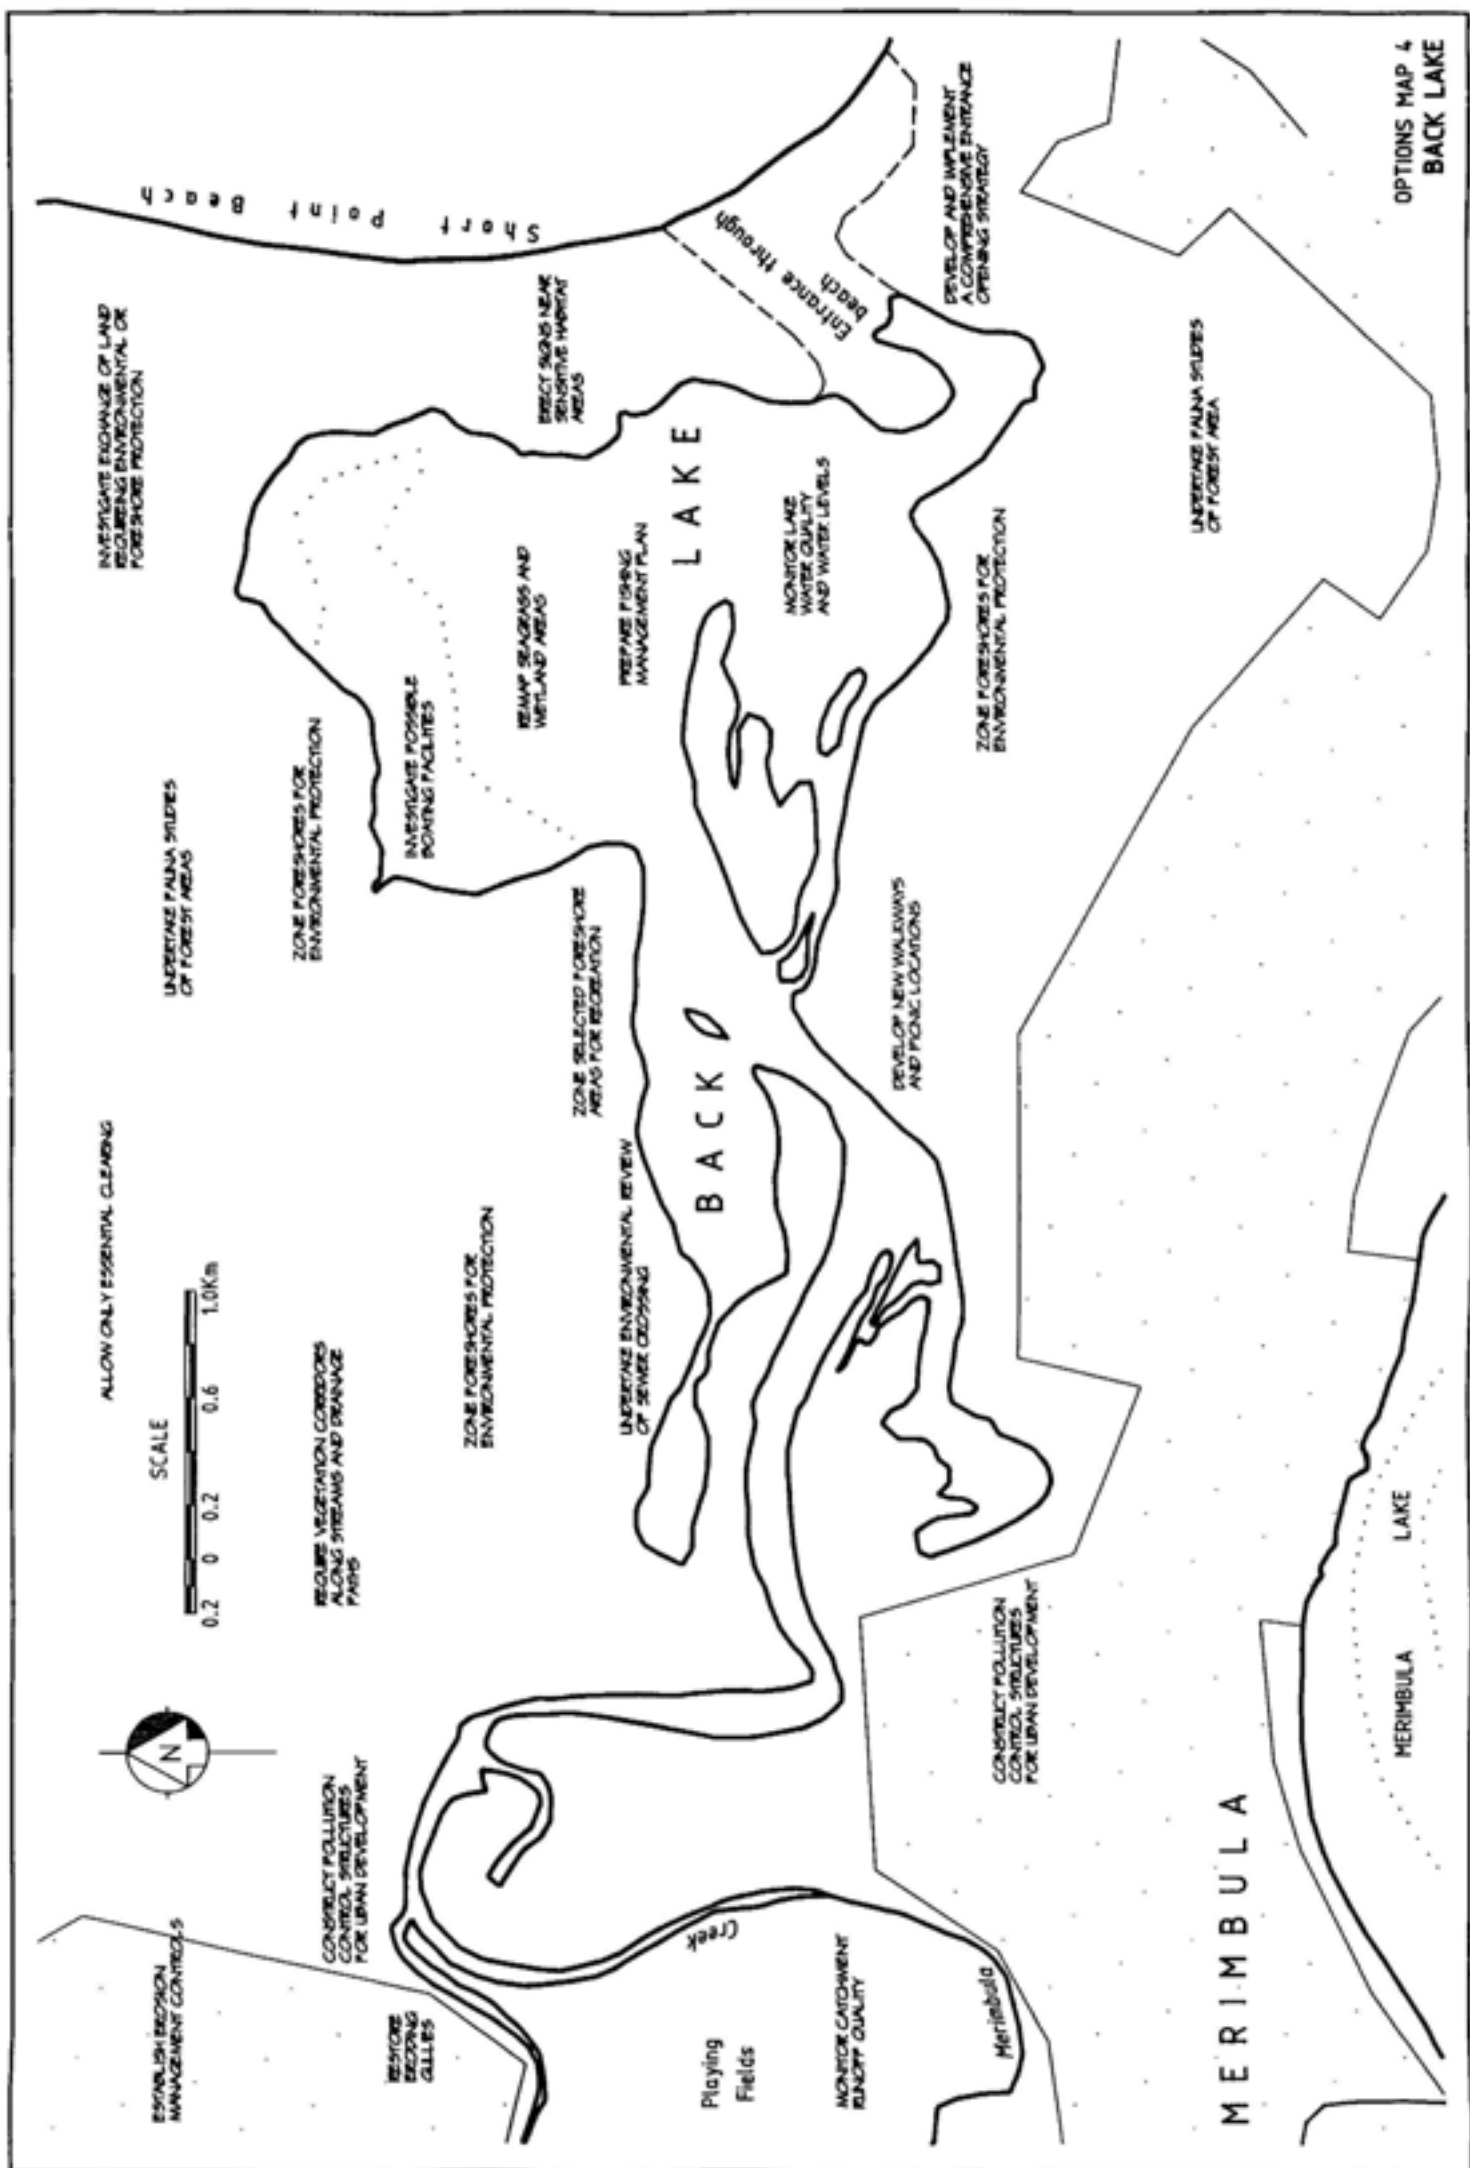 ESTABLISH EROSION
MANAGEMENT CONTROLS
ALLOW ONLY ESSENTIAL CLEARING
SCALE
0.2 0 0.2 0.6 1.0Km
N
INVESTIGATE EXCHANGE OF LAND
REQUIRING ENVIRONMENTAL OR
FORESHORE PROTECTION
UNDERTAKE FAUNA STUDIES
OF FOREST AREAS
Short Point Beach
REQUIRE VEGETATION CORRIDORS
ALONG STREAMS AND DRAINAGE
PATHS
CONSTRUCT POLLUTION
CONTROL STRUCTURES
FOR URBAN DEVELOPMENT
ZONE FORESHORES FOR
ENVIRONMENTAL PROTECTION
RESTORE
ERODING
GULLIES
INVESTIGATE POSSIBLE
BOATING FACILITIES
ZONE FORESHORES FOR
ENVIRONMENTAL PROTECTION
REMAP SEAGRASS AND
WETLAND AREAS
ERECT SIGNS NEAR
SENSITIVE HABITAT
AREAS
ZONE SELECTED FORESHORE
AREAS FOR RECREATION
UNDERTAKE ENVIRONMENTAL REVIEW
OF SEWER CROSSING
PREPARE FISHING
MANAGEMENT PLAN
BACK LAKE
Playing
Fields
Creek
Entrance through
beach
MONITOR LAKE
WATER QUALITY
AND WATER LEVELS
MONITOR CATCHMENT
RUNOFF QUALITY
DEVELOP NEW WALKWAYS
AND PICNIC LOCATIONS
DEVELOP AND IMPLEMENT
A COMPREHENSIVE ENTRANCE
OPENING STRATEGY
Merimbula
CONSTRUCT POLLUTION
CONTROL STRUCTURES
FOR URBAN DEVELOPMENT
ZONE FORESHORES FOR
ENVIRONMENTAL PROTECTION
UNDERTAKE FAUNA STUDIES
OF FOREST AREA
MERIMBULA
MERIMBULA LAKE
OPTIONS MAP 4
BACK LAKE